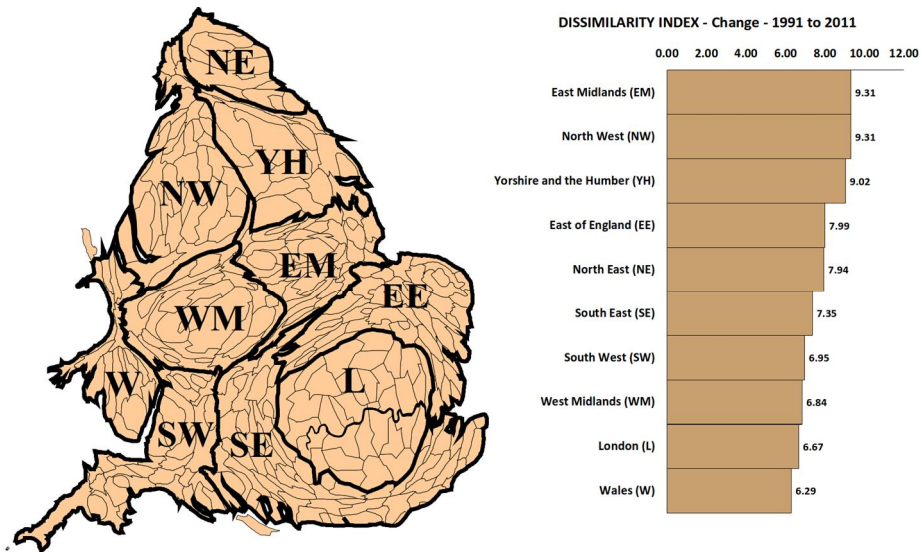 NE
YH
NW
EM
EE
WM
W
L
SW
SE
DISSIMILARITY INDEX - Change - 1991 to 2011
0.00 2.00 4.00 6.00 8.00 10.00 12.00
East Midlands (EM) 9.31
North West (NW) 9.31
Yorshire and the Humber (YH) 9.02
East of England (EE) 7.99
North East (NE) 7.94
South East (SE) 7.35
South West (SW) 6.95
West Midlands (WM) 6.84
London (L) 6.67
Wales (W) 6.29